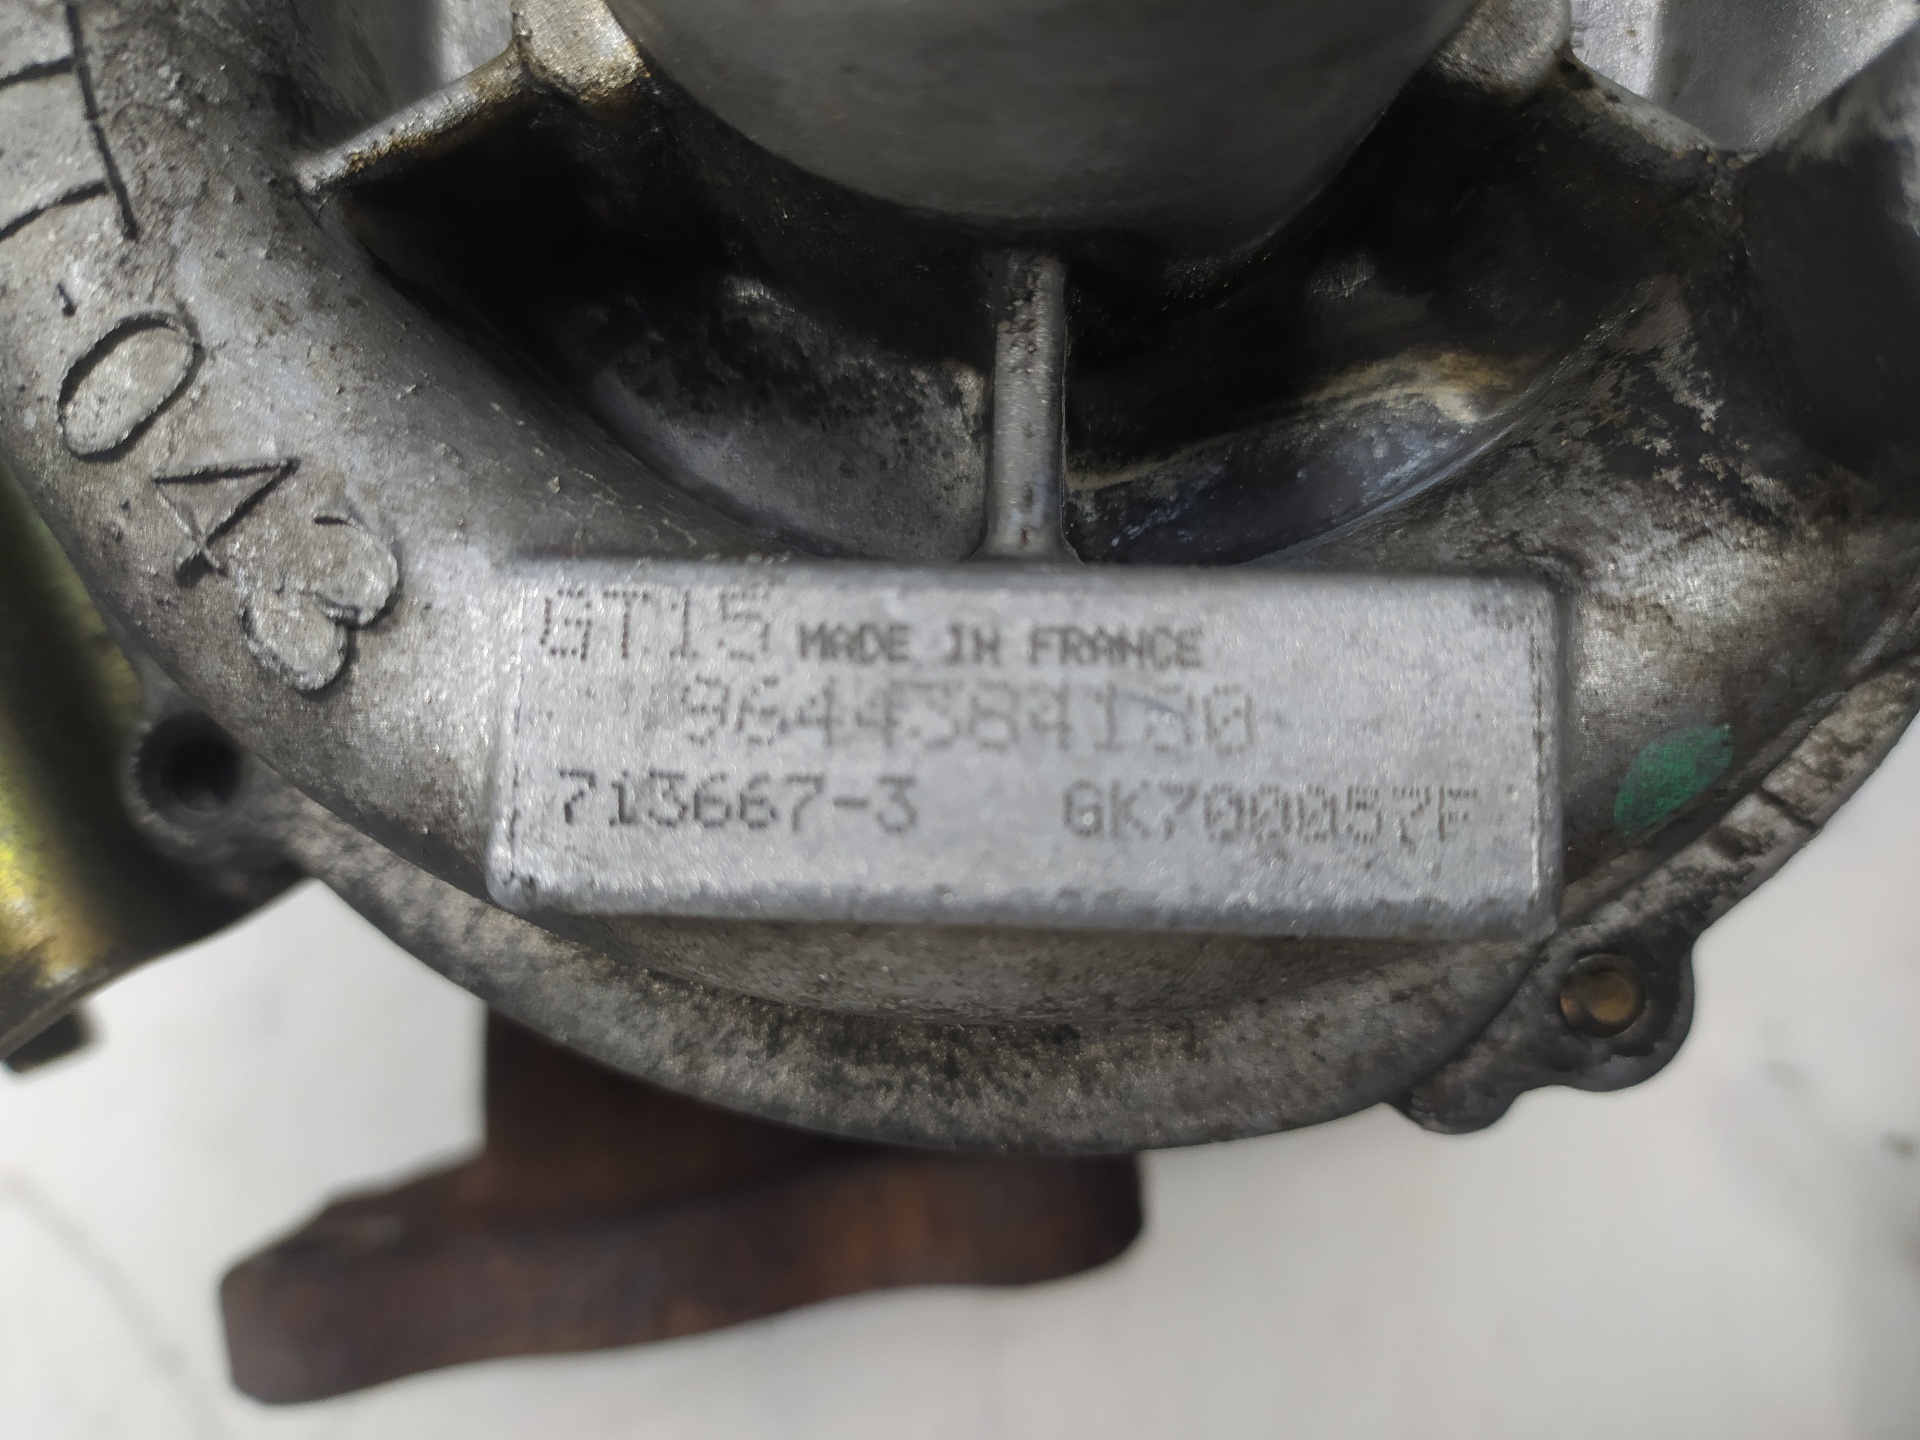 -043
GT15 MADE IN FRANCE
9644384180
713667-3 GK700057F